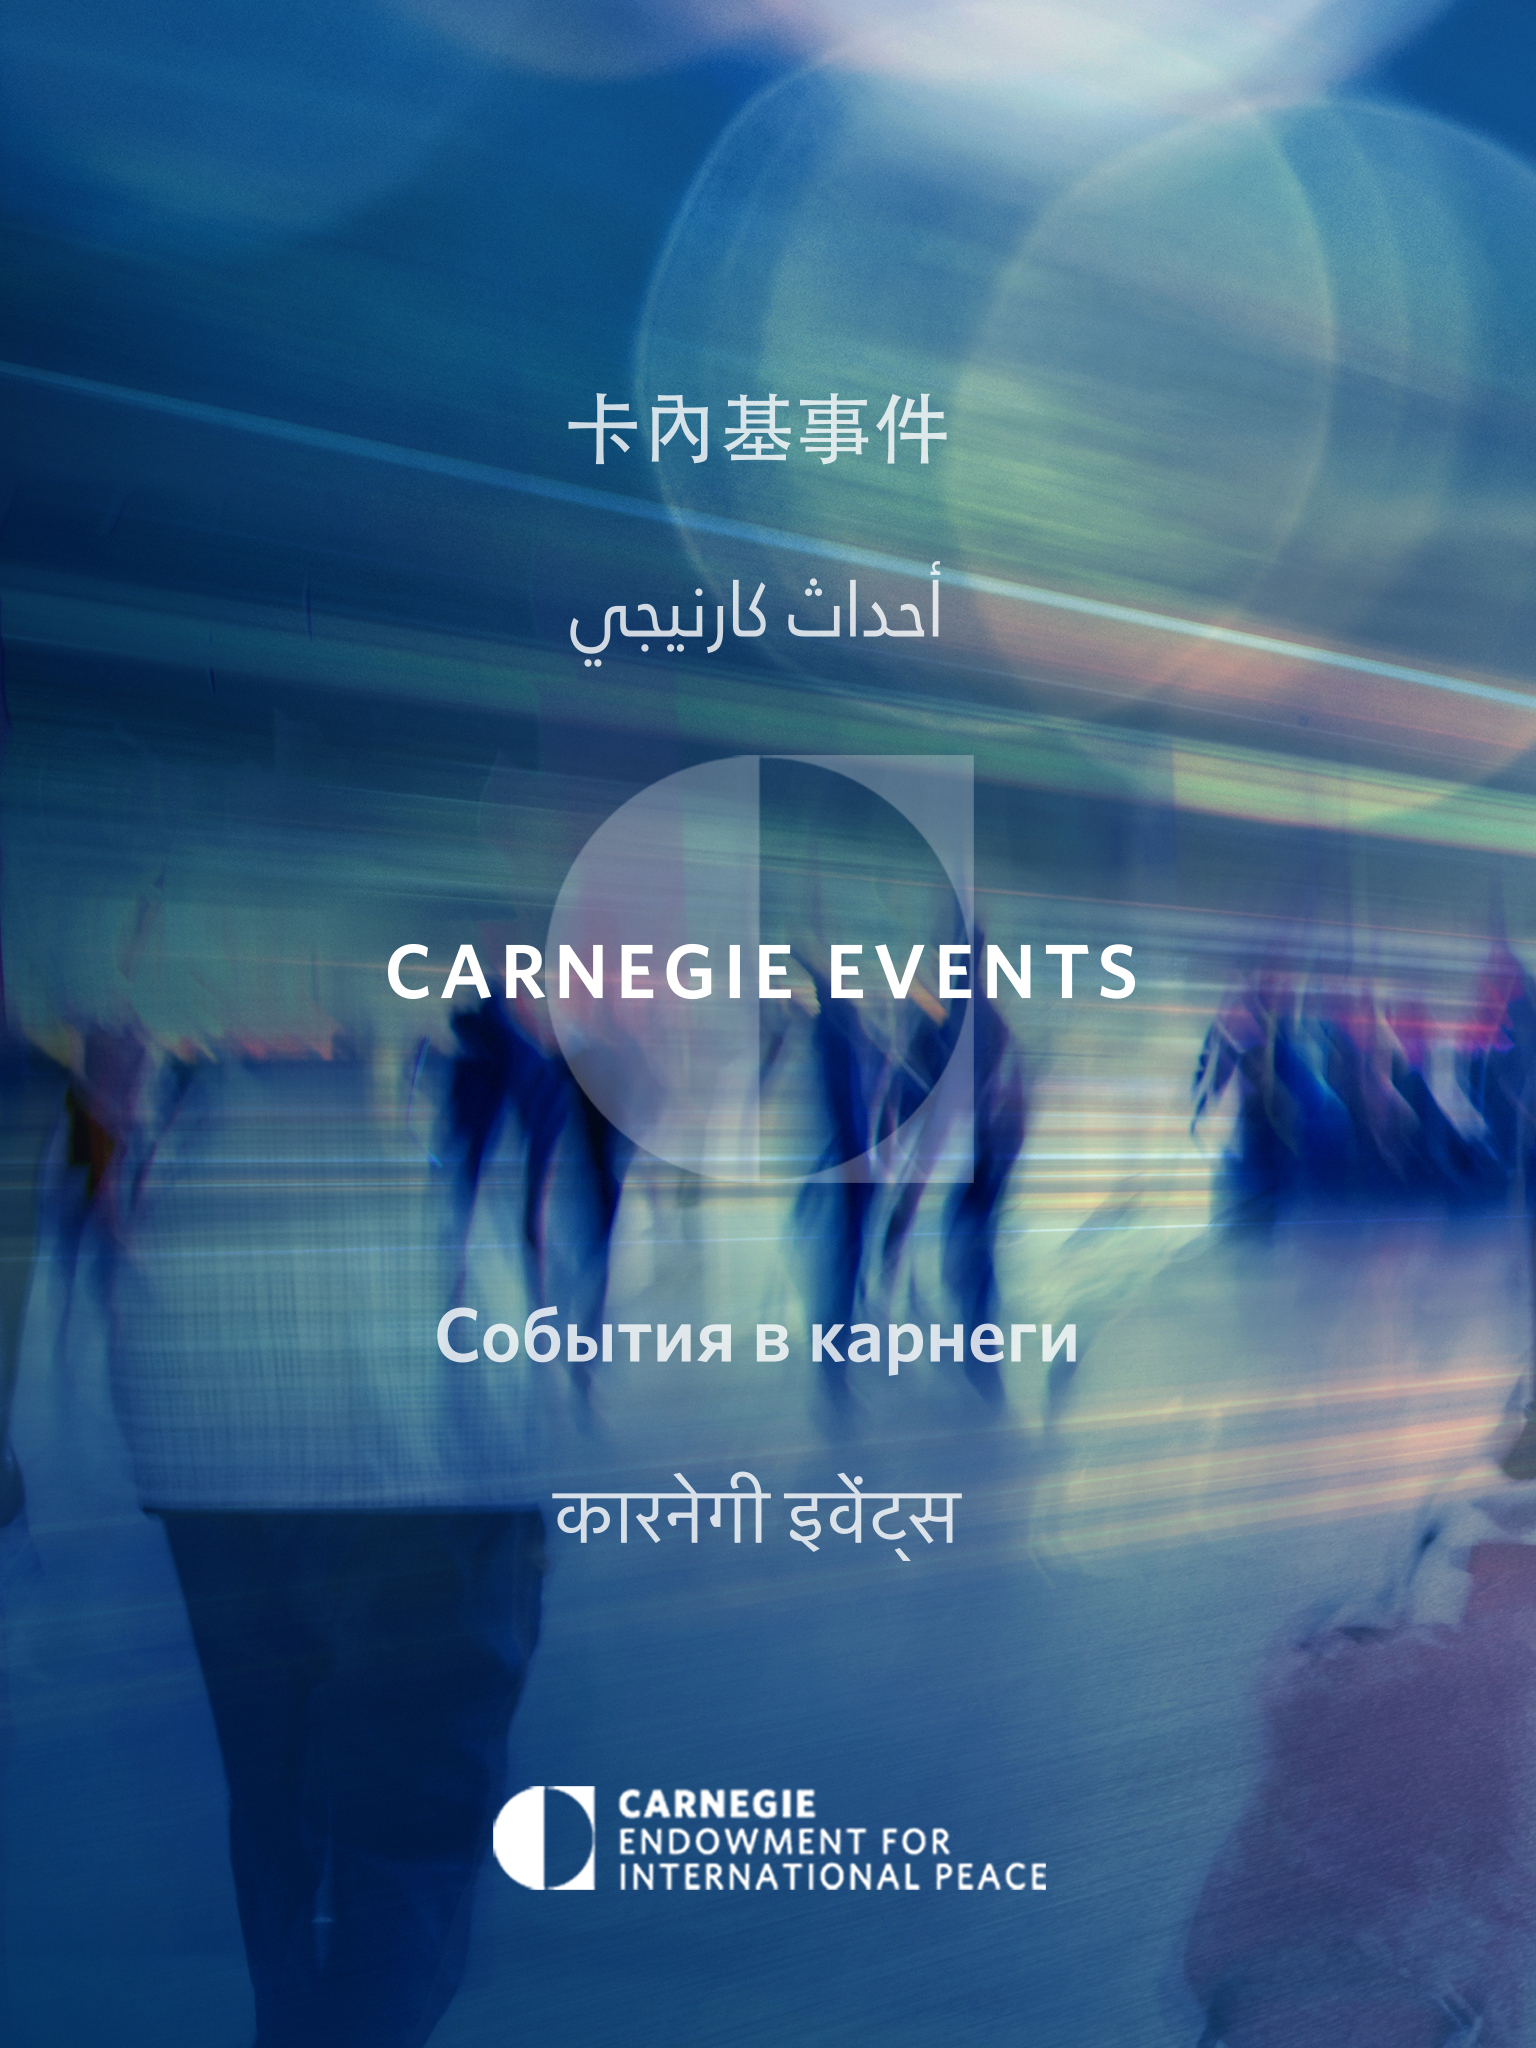 卡內基事件
أحداث كارنيجي
CARNEGIE EVENTS
События в карнеги
कारनेगी इवेंट्स
CARNEGIE
ENDOWMENT FOR
INTERNATIONAL PEACE